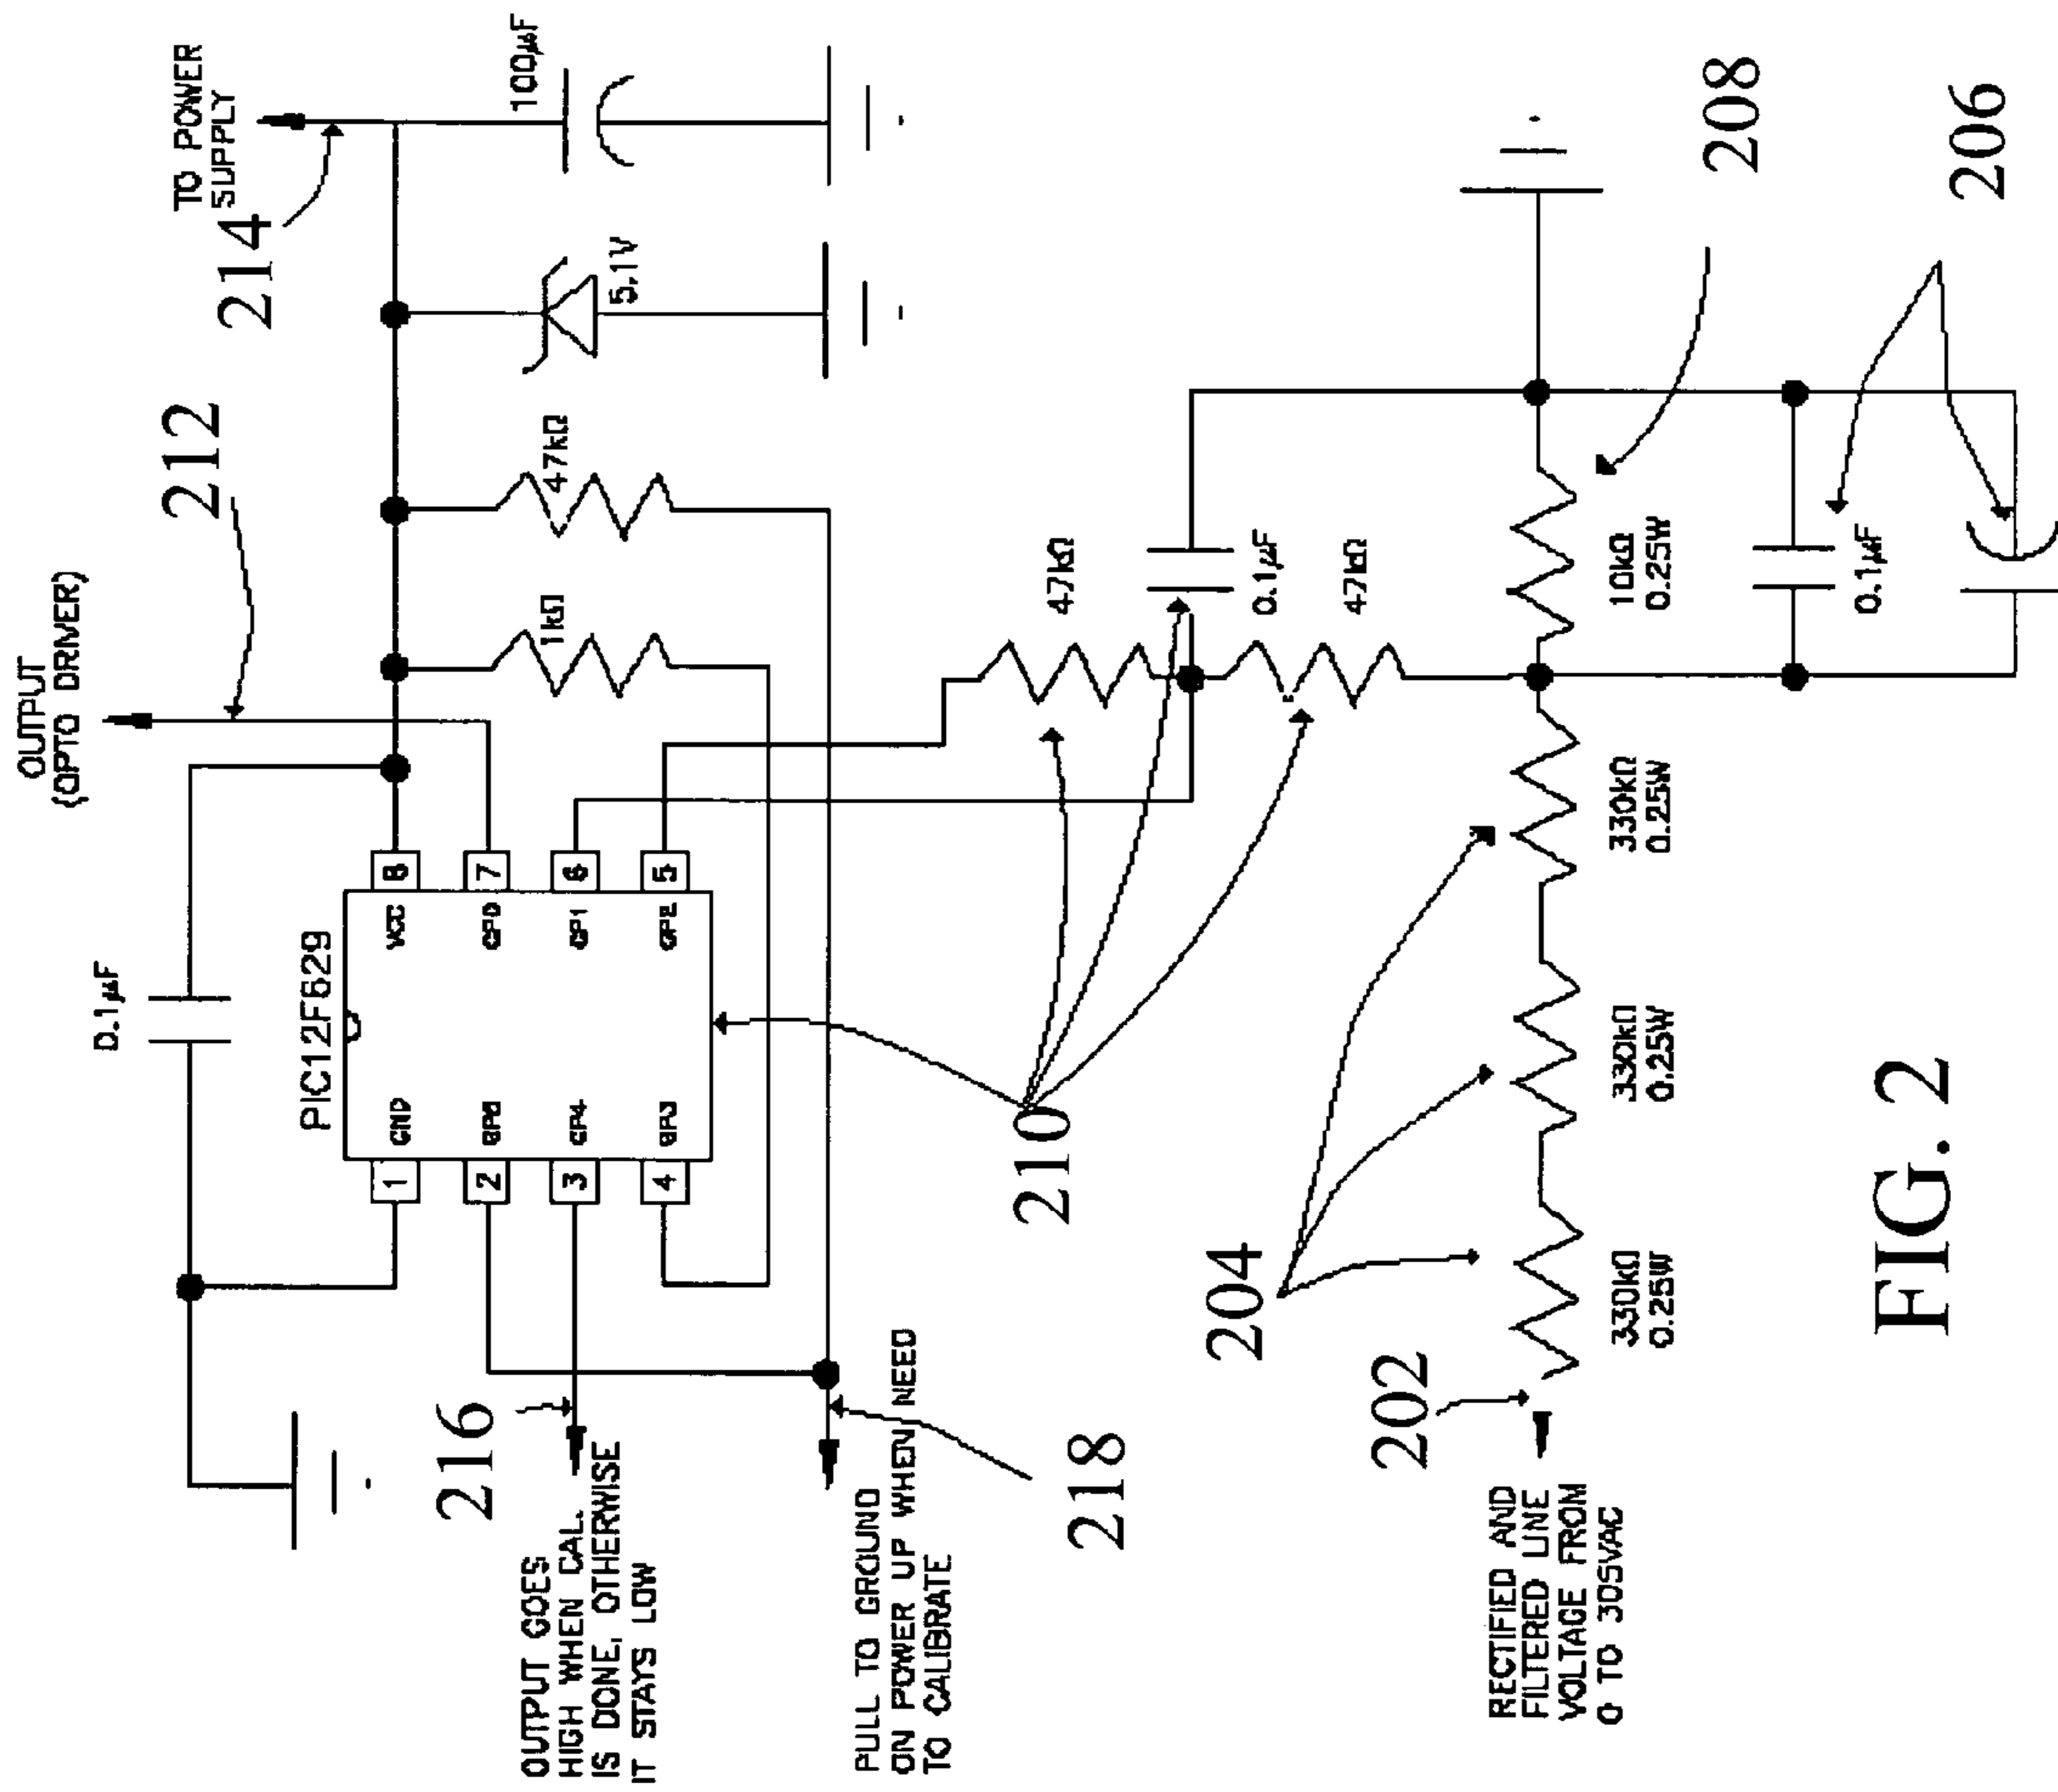 OUTPUT
(OPTO DRIVER)
212
TO POWER
SUPPLY
214
0.1µF
PIC12F629
1
GND
2
GP5
3
GP4
4
GP3
8
VCC
7
GP0
6
GP1
5
GP2
1kΩ
47kΩ
5.1V
100µF
216
OUTPUT GOES
HIGH WHEN CAL.
IS DONE, OTHERWISE
IT STAYS LOW
PULL TO GROUND
ON POWER UP WHEN NEED
TO CALIBRATE
218
210
47kΩ
0.1µF
47kΩ
204
202
RECTIFIED AND
FILTERED LINE
VOLTAGE FROM
0 TO 305VAC
330kΩ
0.25W
330kΩ
0.25W
330kΩ
0.25W
10kΩ
0.25W
208
0.1µF
206
FIG. 2